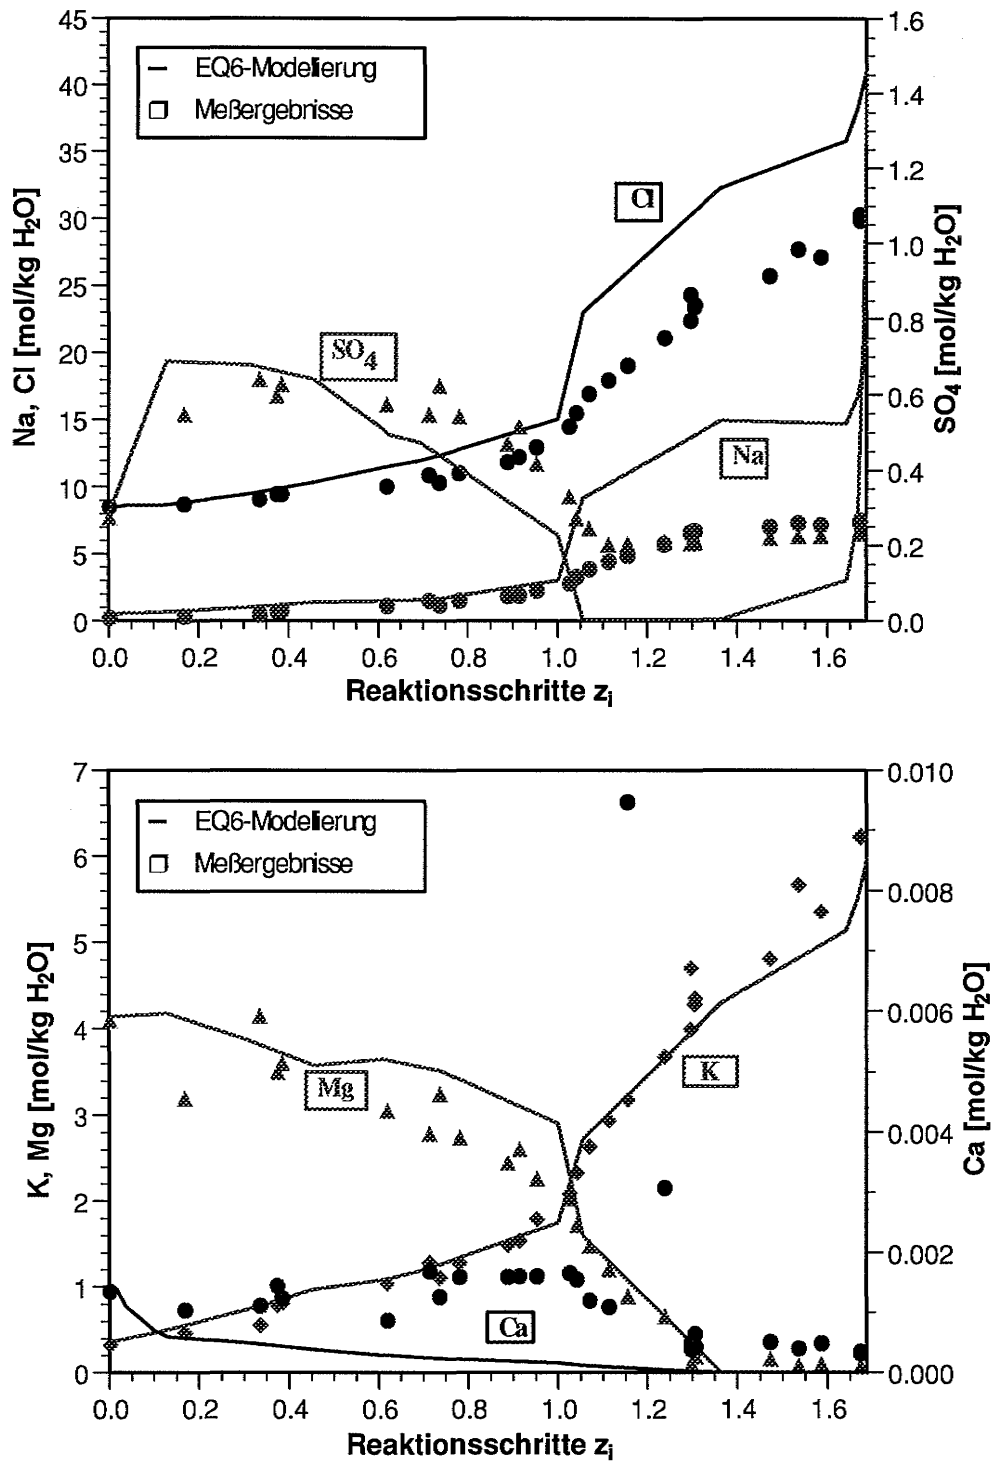 45
40
35
30
25
20
15
10
5
0
Na, Cl [mol/kg H2O]
EQ6-Modellierung
Meßergebnisse
Cl
SO4
Na
1.6
1.4
1.2
1.0
0.8
0.6
0.4
0.2
0.0
SO4 [mol/kg H2O]
0.0 0.2 0.4 0.6 0.8 1.0 1.2 1.4 1.6
Reaktionsschritte zi
7
6
5
4
3
2
1
0
K, Mg [mol/kg H2O]
EQ6-Modellierung
Meßergebnisse
Mg
K
Ca
0.010
0.008
0.006
0.004
0.002
0.000
Ca [mol/kg H2O]
0.0 0.2 0.4 0.6 0.8 1.0 1.2 1.4 1.6
Reaktionsschritte zi